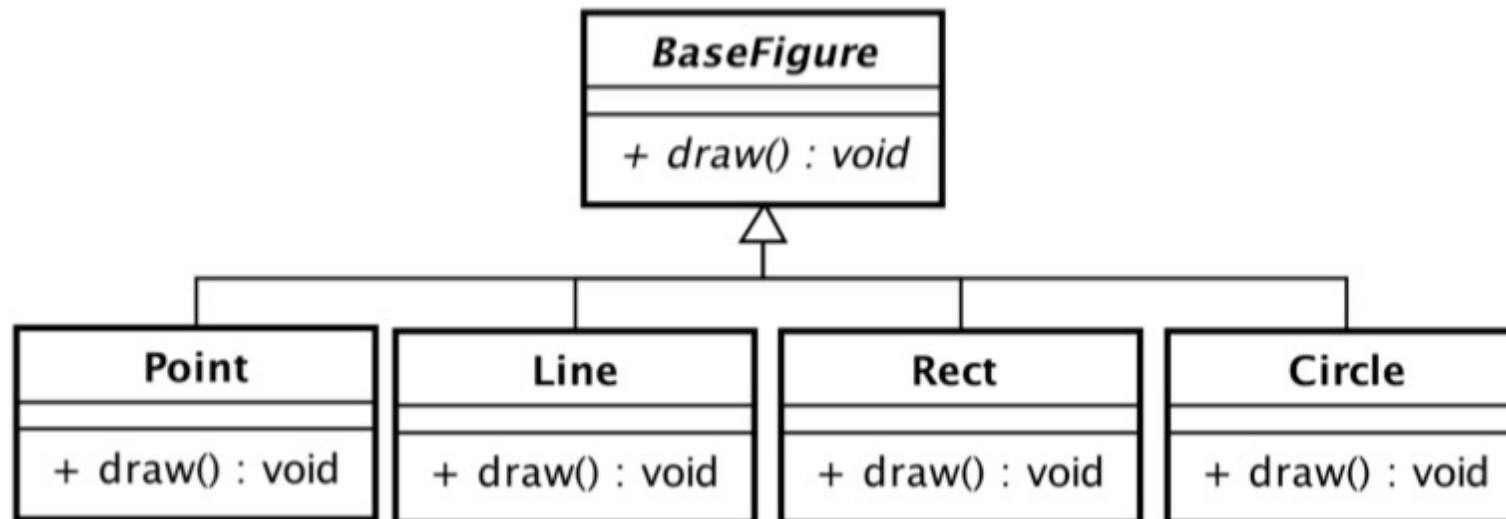 BaseFigure
+ draw() : void
Point
Line
Rect
Circle
+ draw() : void
+ draw() : void
+ draw() : void
+ draw() : void